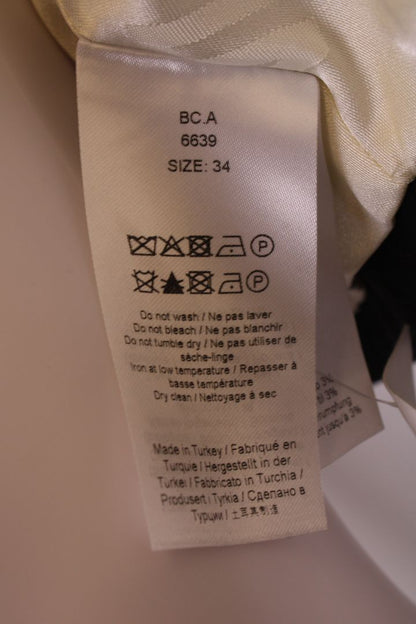 BC.A
6639
SIZE: 34
P
P
Do not wash / Ne pas laver
Do not bleach / Ne pas blanchir
Do not tumble dry / Ne pas utiliser de
sèche-linge
Iron at low temperature / Repasser à
basse température
Dry clean / Nettoyage à sec
Made in Turkey / Fabriqué en
Turquie / Hergestellt in der
Turkei / Fabbricato in Turchia /
Produsert i Tyrkia / Сделано в
Турции / 土耳其制造
3%